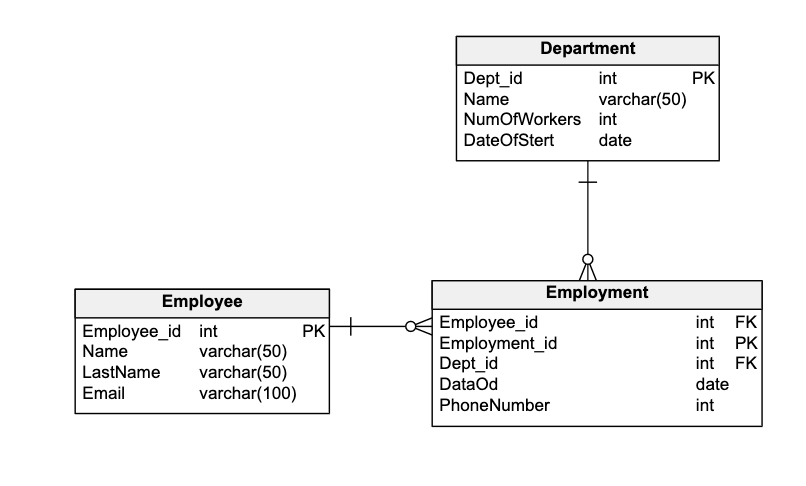 Department
Dept_id int PK
Name varchar(50)
NumOfWorkers int
DateOfStert date
Employee
Employee_id int PK
Name varchar(50)
LastName varchar(50)
Email varchar(100)
Employment
Employee_id int FK
Employment_id int PK
Dept_id int FK
DataOd date
PhoneNumber int